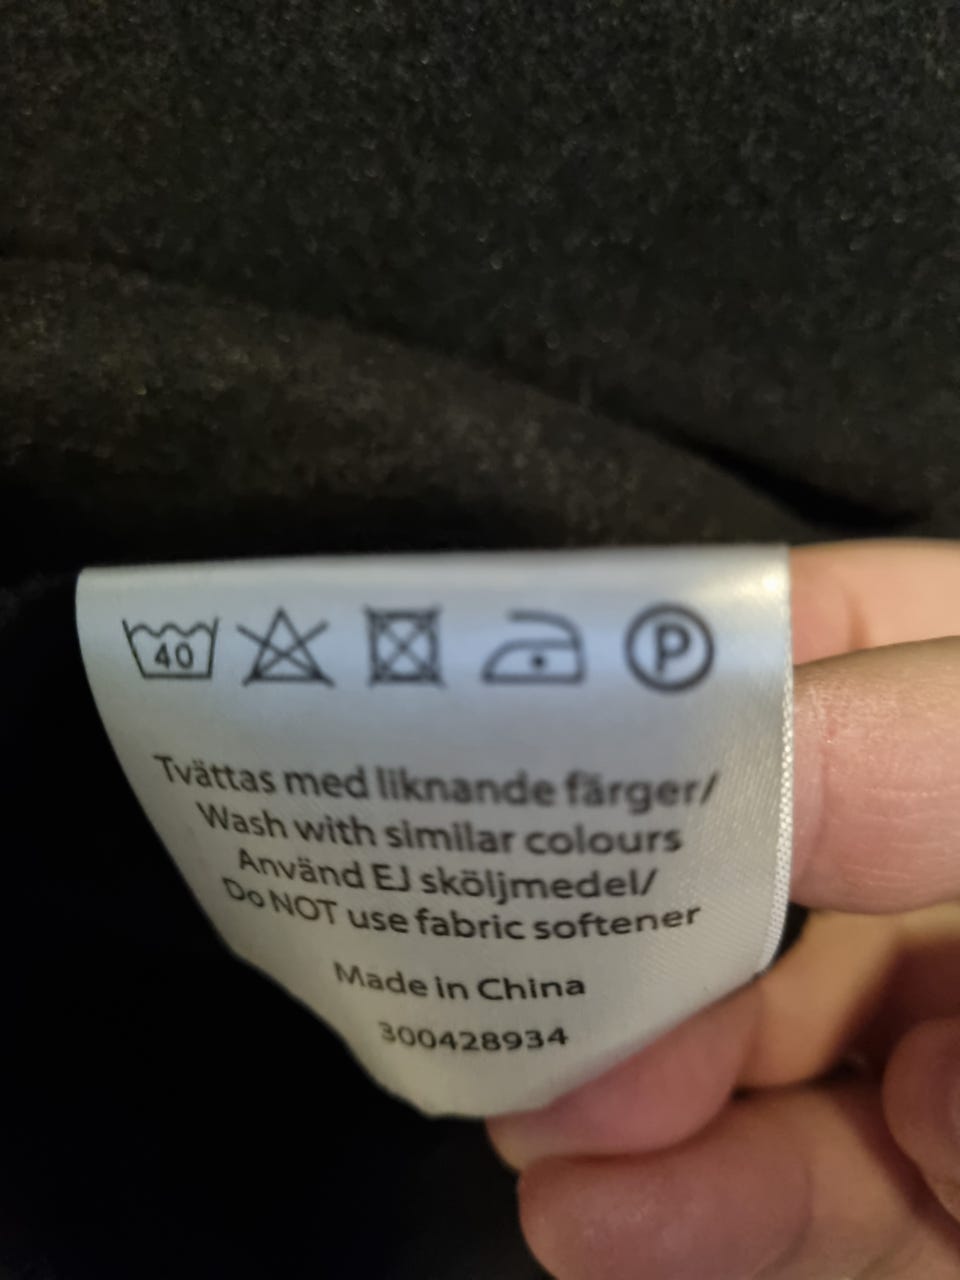 40 P
Tvättas med liknande färger/
Wash with similar colours
Använd EJ sköljmedel/
Do NOT use fabric softener
Made in China
300428934